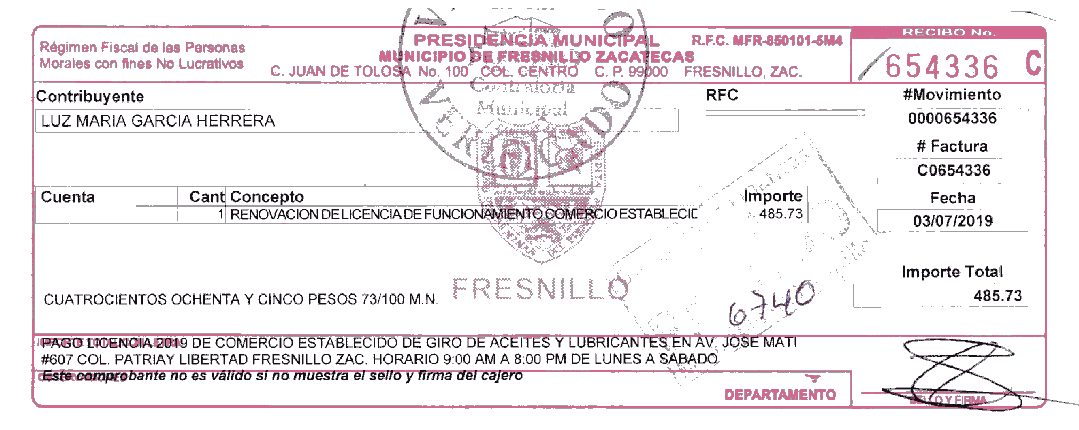 Régimen Fiscal de las Personas
Morales con fines No Lucrativos
PRESIDENCIA MUNICIPAL
MUNICIPIO DE FRESNILLO ZACATECAS
C. JUAN DE TOLOSA No. 100 COL. CENTRO C. P. 99000 FRESNILLO, ZAC.
R.F.C. MFR-850101-5M4
RECIBO No.
654336 C
Contribuyente
LUZ MARIA GARCIA HERRERA
RFC
#Movimiento
0000654336
# Factura
C0654336
Fecha
03/07/2019
Contraloria
Municipal
Cuenta Cant Concepto Importe
1 RENOVACION DE LICENCIA DE FUNCIONAMIENTO COMERCIO ESTABLECID 485.73
FRESNILLO
Importe Total
485.73
CUATROCIENTOS OCHENTA Y CINCO PESOS 73/100 M.N.
6740
PAGO LICENCIA 2019 DE COMERCIO ESTABLECIDO DE GIRO DE ACEITES Y LUBRICANTES EN AV. JOSE MATI
#607 COL. PATRIA Y LIBERTAD FRESNILLO ZAC. HORARIO 9:00 AM A 8:00 PM DE LUNES A SABADO
Este comprobante no es válido si no muestra el sello y firma del cajero
DEPARTAMENTO
SELLO Y FIRMA